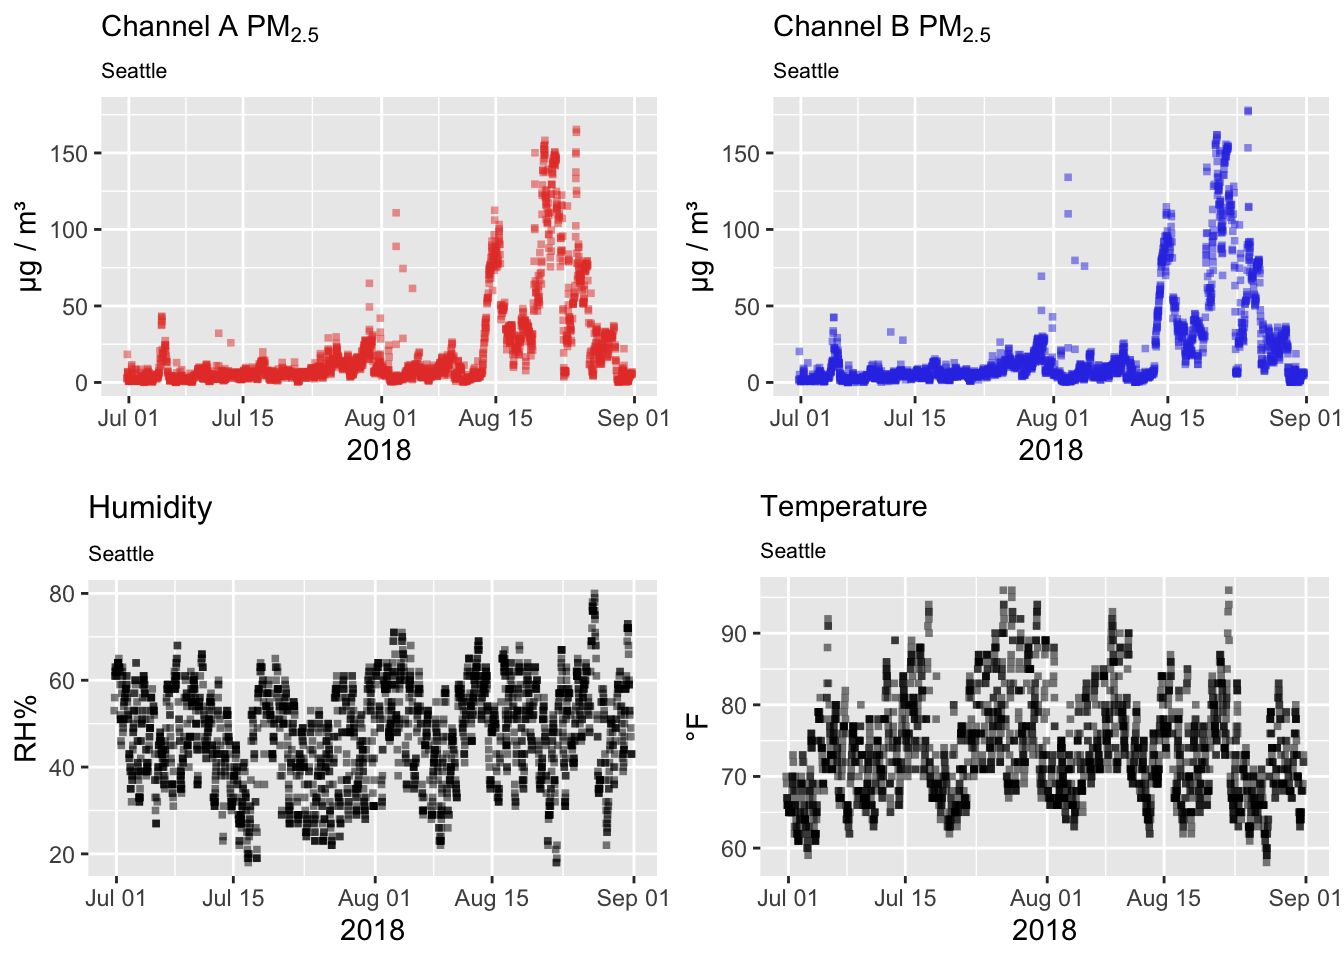 Channel A PM2.5
Seattle
µg / m³
150
100
50
0
Jul 01 Jul 15 Aug 01 Aug 15 Sep 01
2018
Channel B PM2.5
Seattle
µg / m³
150
100
50
0
Jul 01 Jul 15 Aug 01 Aug 15 Sep 01
2018
Humidity
Seattle
RH%
80
60
40
20
Jul 01 Jul 15 Aug 01 Aug 15 Sep 01
2018
Temperature
Seattle
°F
90
80
70
60
Jul 01 Jul 15 Aug 01 Aug 15 Sep 01
2018